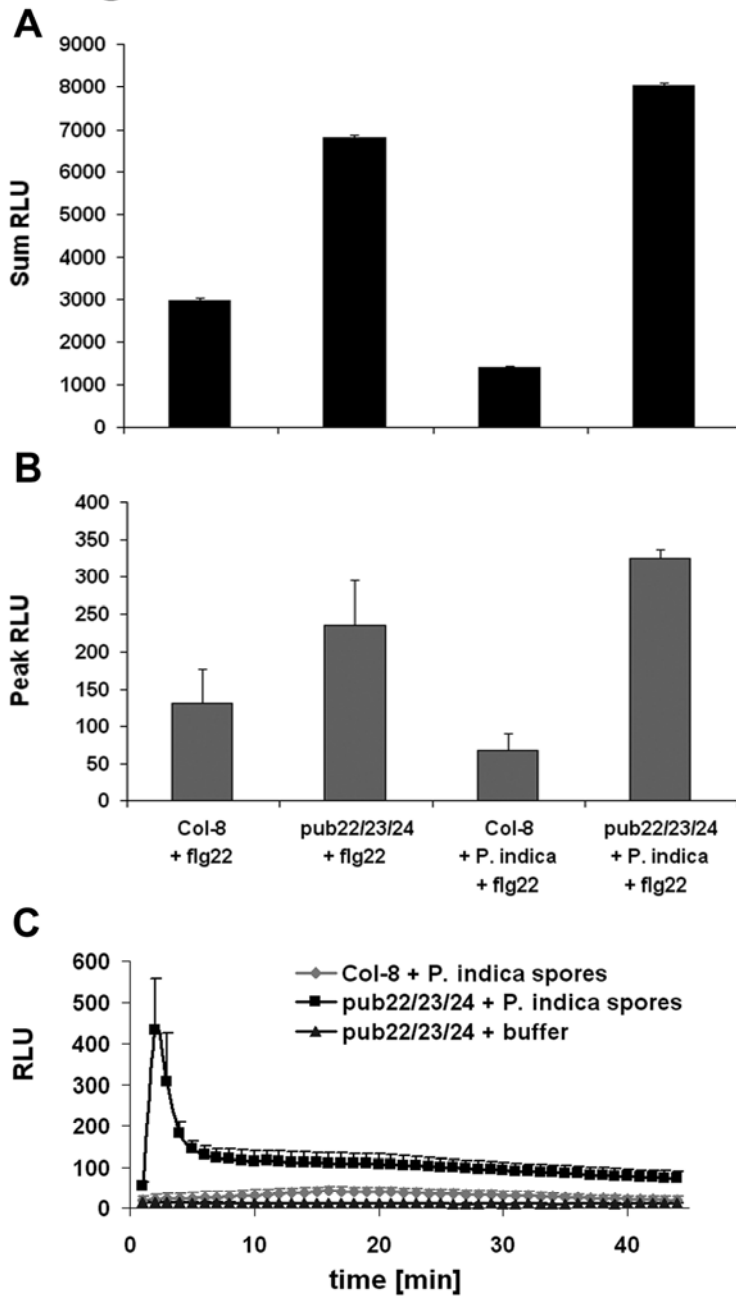 A
9000
8000
7000
6000
5000
4000
3000
2000
1000
0
Sum RLU
B
400
350
300
250
200
150
100
50
0
Peak RLU
Col-8
+ flg22
pub22/23/24
+ flg22
Col-8
+ P. indica
+ flg22
pub22/23/24
+ P. indica
+ flg22
C
600
500
400
300
200
100
0
RLU
Col-8 + P. indica spores
pub22/23/24 + P. indica spores
pub22/23/24 + buffer
0 10 20 30 40
time [min]